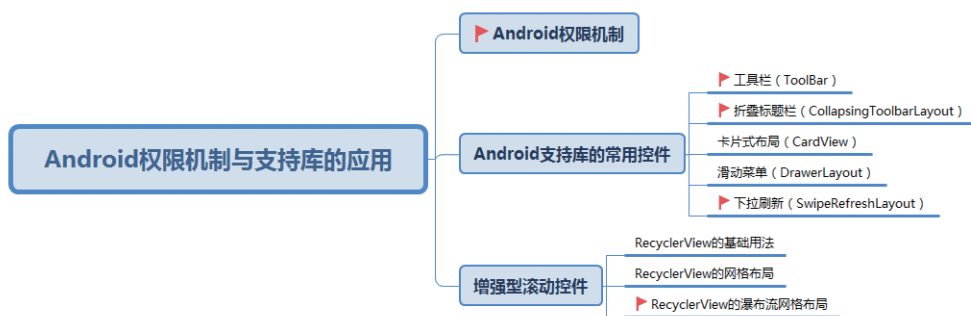 Android权限机制与支持库的应用
Android权限机制
Android支持库的常用控件
工具栏（ToolBar）
折叠标题栏（CollapsingToolbarLayout）
卡片式布局（CardView）
滑动菜单（DrawerLayout）
下拉刷新（SwipeRefreshLayout）
增强型滚动控件
RecyclerView的基础用法
RecyclerView的网格布局
RecyclerView的瀑布流网格布局